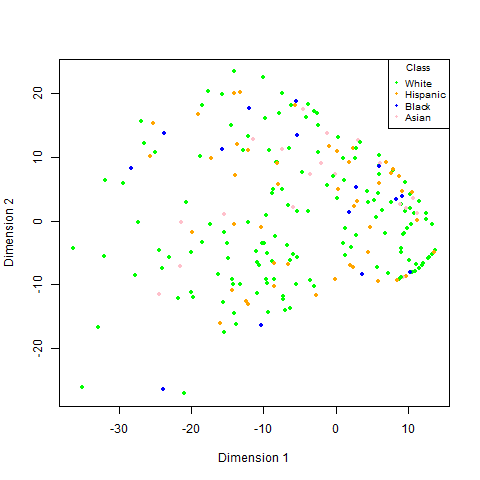 Class
White
Hispanic
Black
Asian
20
10
0
-10
-20
Dimension 2
-30 -20 -10 0 10
Dimension 1